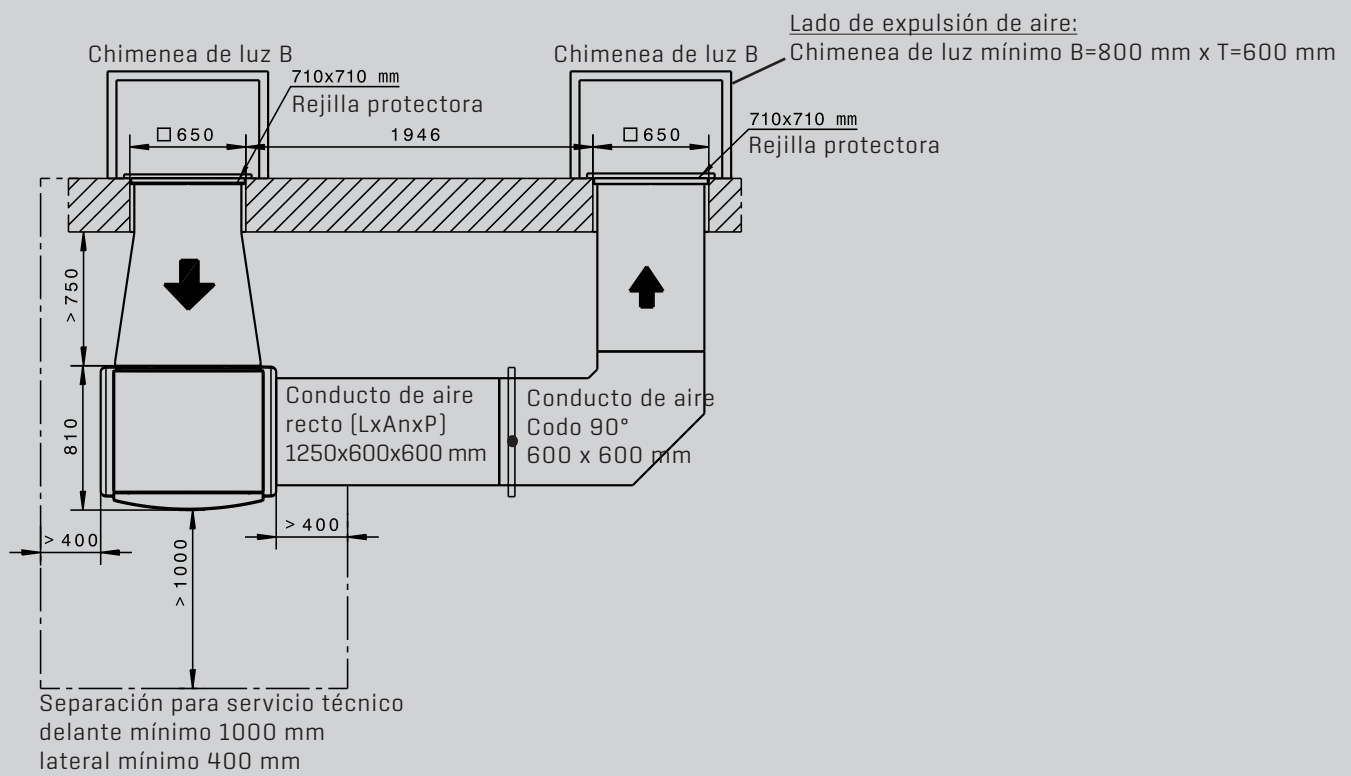 Lado de expulsión de aire:
Chimenea de luz mínimo B=800 mm x T=600 mm
Chimenea de luz B
Chimenea de luz B
710x710 mm
Rejilla protectora
710x710 mm
Rejilla protectora
□650
1946
□650
> 750
810
Conducto de aire
recto (LxAnxP)
1250x600x600 mm
Conducto de aire
Codo 90°
600 x 600 mm
> 400
> 400
> 1000
Separación para servicio técnico
delante mínimo 1000 mm
lateral mínimo 400 mm